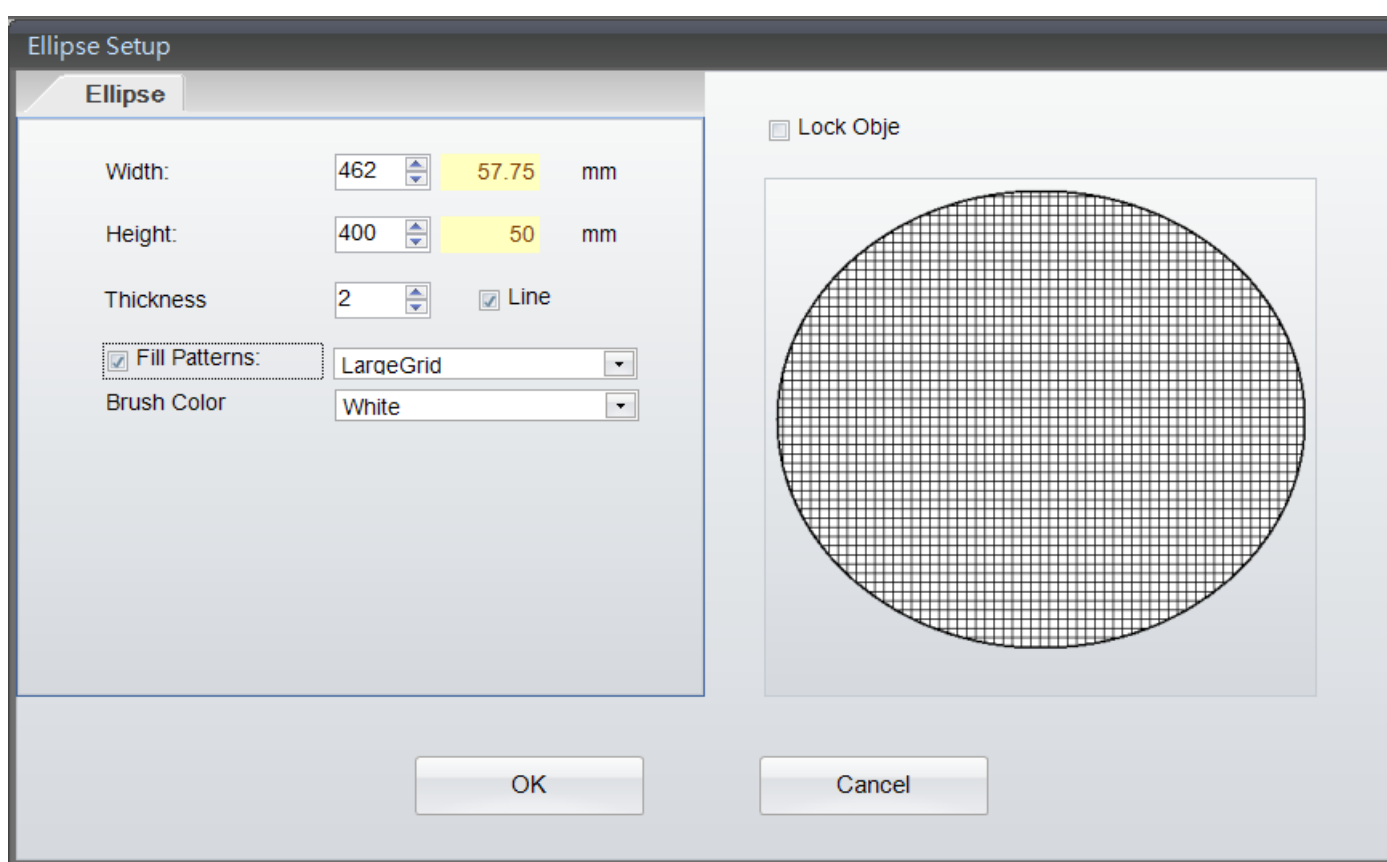 Ellipse Setup
Ellipse
Lock Obje
Width: 462 57.75 mm
Height: 400 50 mm
Thickness 2 Line
Fill Patterns: LargeGrid
Brush Color White
OK Cancel